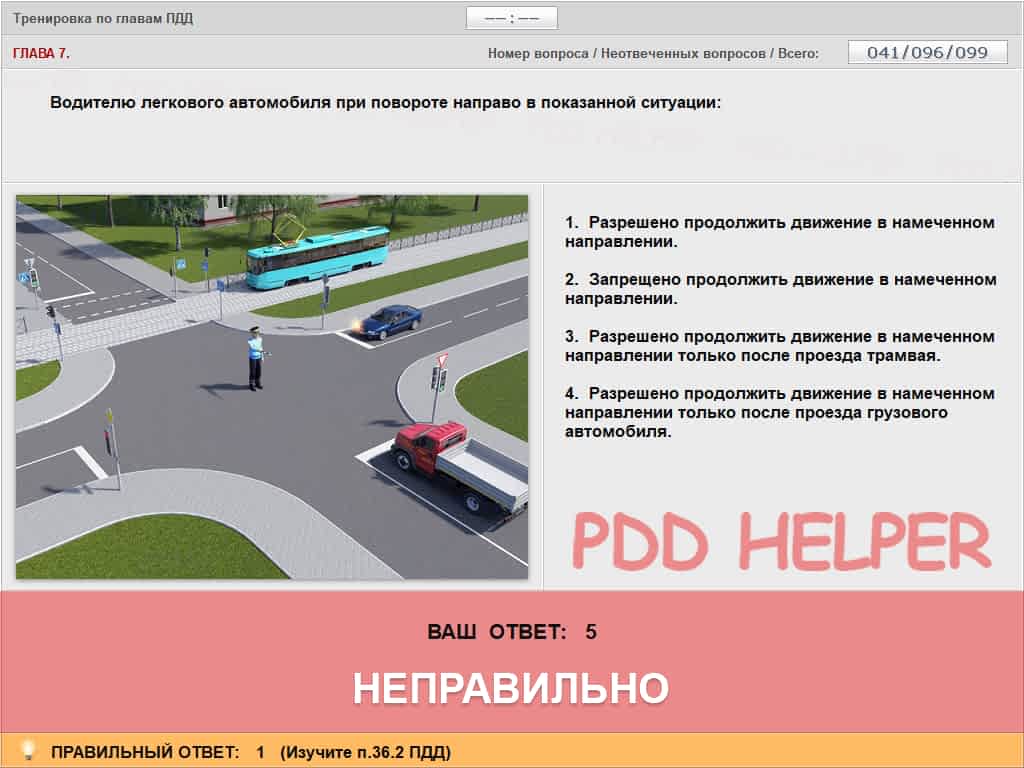 Тренировка по главам ПДД
—— : ——
ГЛАВА 7.
Номер вопроса / Неотвеченных вопросов / Всего:
041/096/099
Водителю легкового автомобиля при повороте направо в показанной ситуации:
1. Разрешено продолжить движение в намеченном
направлении.
2. Запрещено продолжить движение в намеченном
направлении.
3. Разрешено продолжить движение в намеченном
направлении только после проезда трамвая.
4. Разрешено продолжить движение в намеченном
направлении только после проезда грузового
автомобиля.
PDD HELPER
ВАШ ОТВЕТ: 5
НЕПРАВИЛЬНО
ПРАВИЛЬНЫЙ ОТВЕТ: 1 (Изучите п.36.2 ПДД)